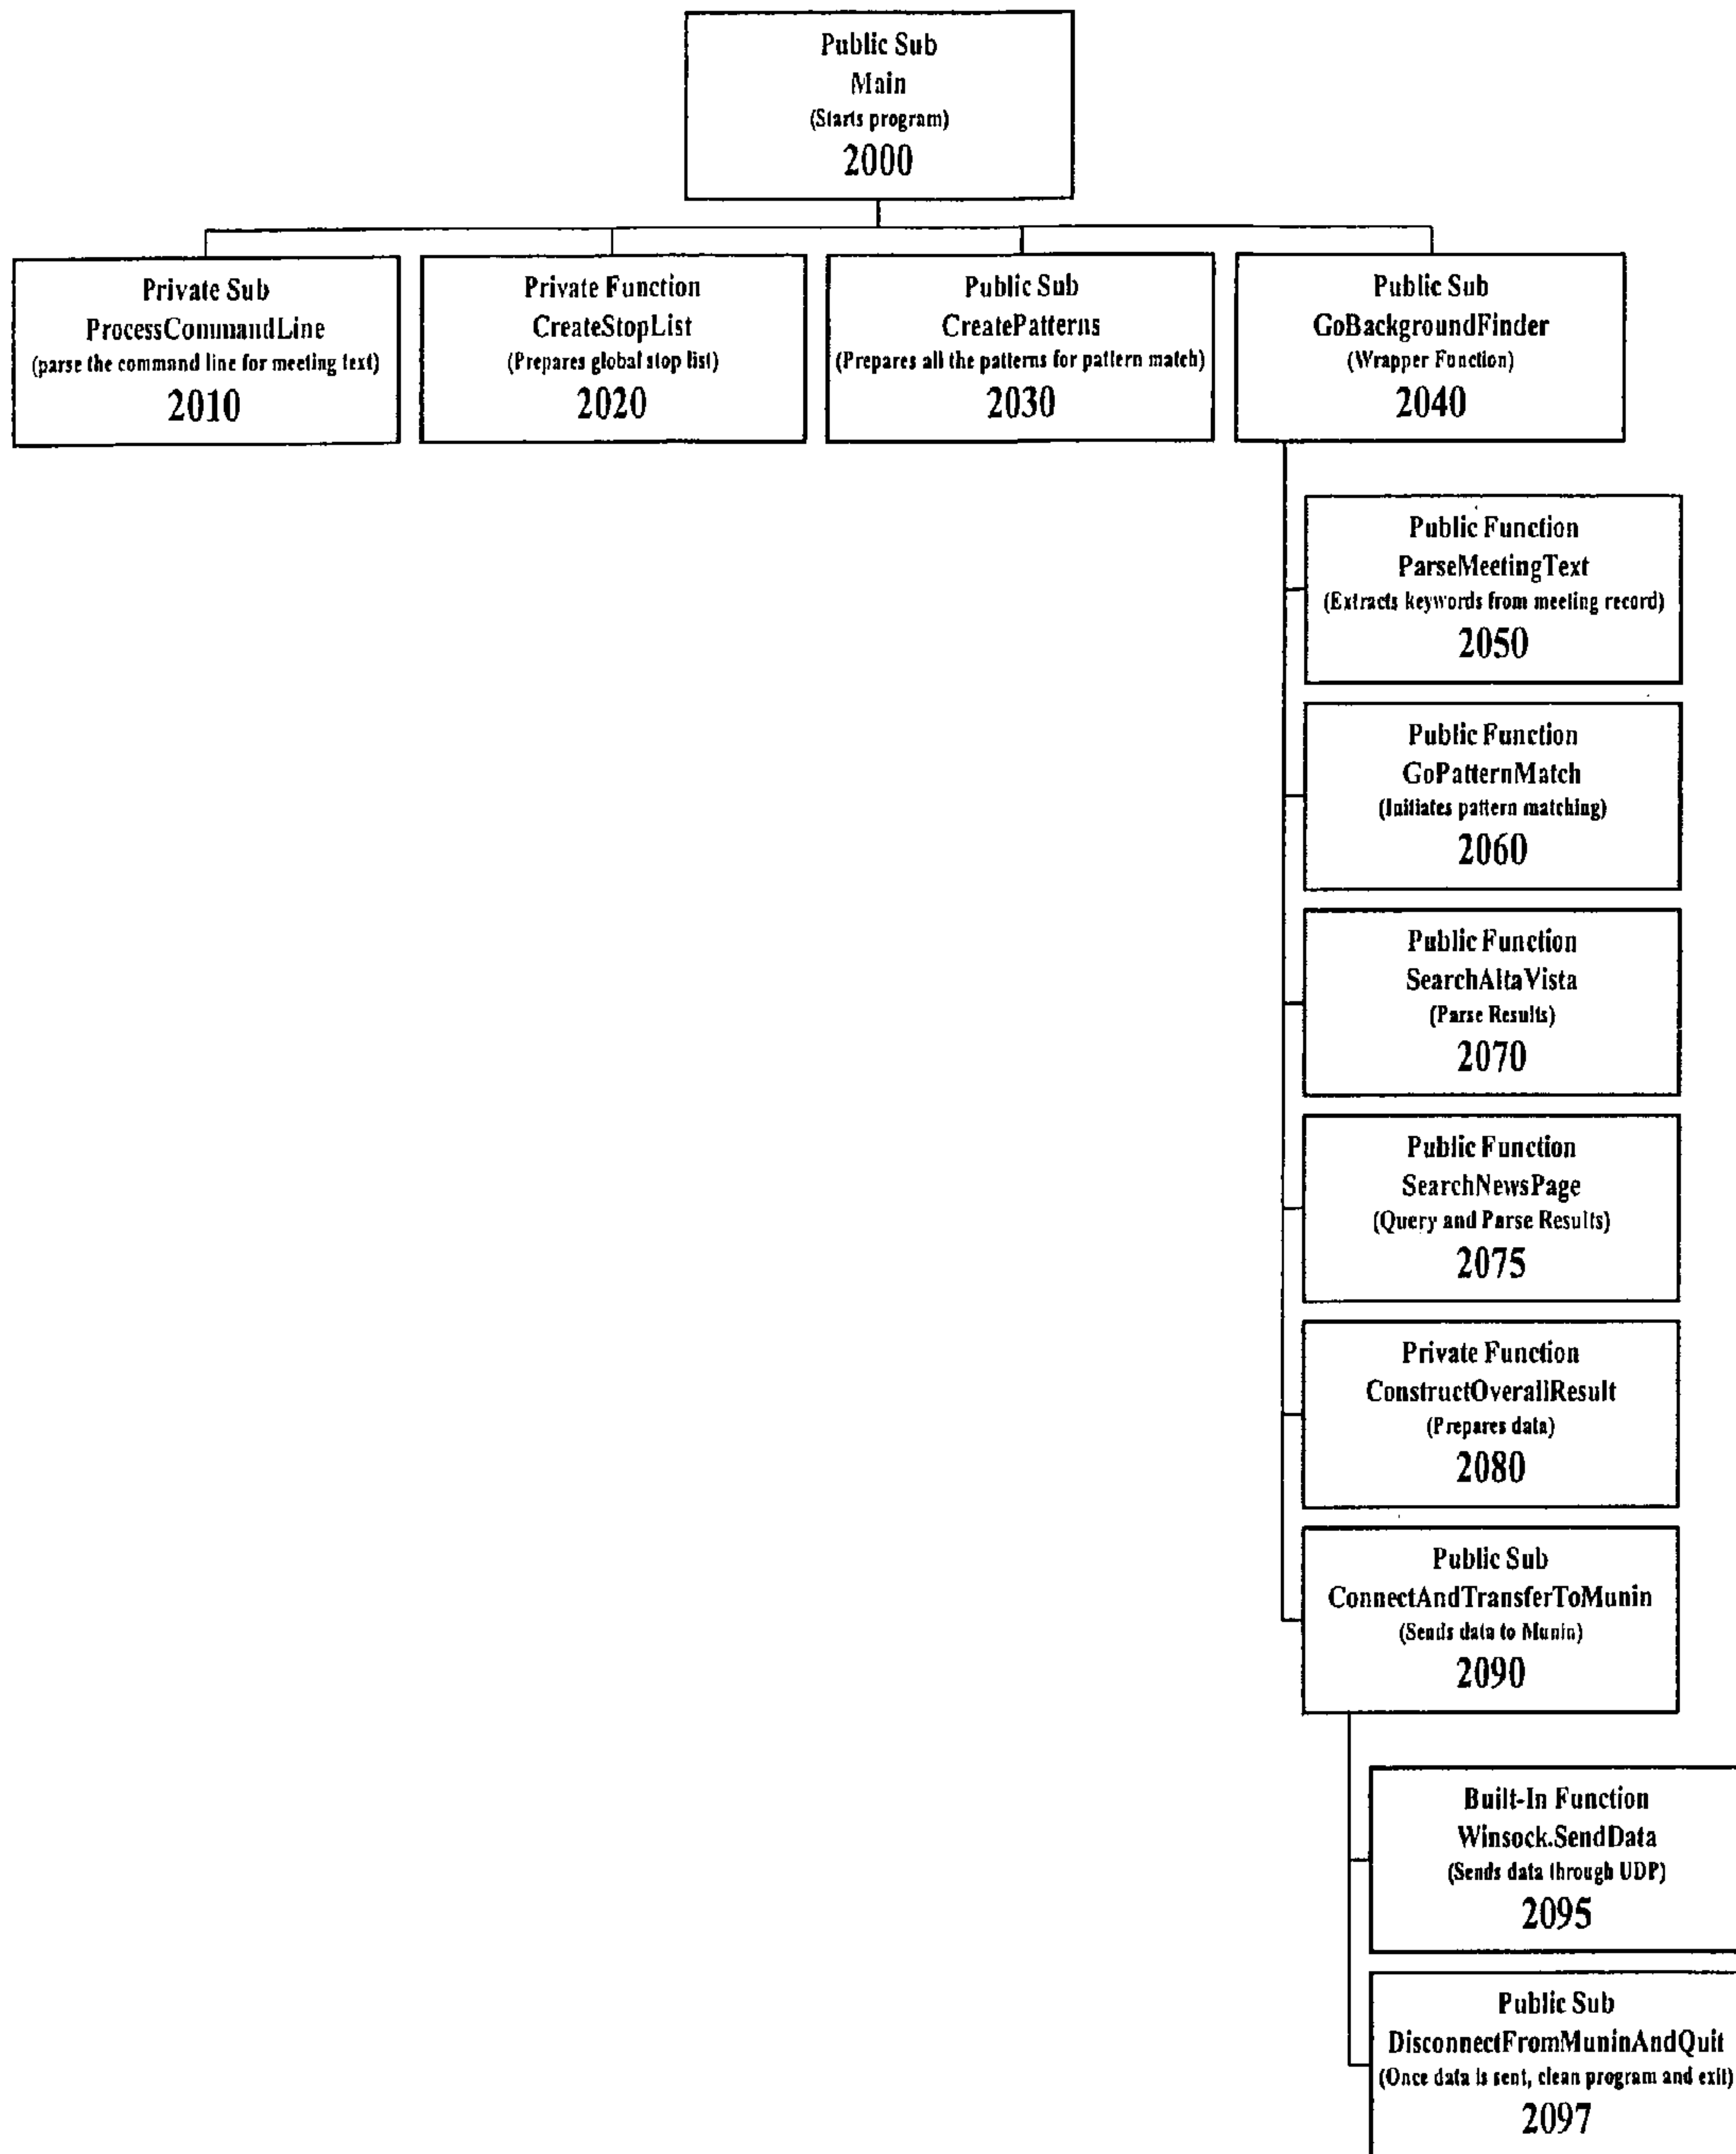 Public Sub
Main
(Starts program)
2000
Private Sub
ProcessCommandLine
(parse the command line for meeting text)
2010
Private Function
CreateStopList
(Prepares global stop list)
2020
Public Sub
CreatePatterns
(Prepares all the patterns for pattern match)
2030
Public Sub
GoBackgroundFinder
(Wrapper Function)
2040
Public Function
ParseMeetingText
(Extracts keywords from meeting record)
2050
Public Function
GoPatternMatch
(Initiates pattern matching)
2060
Public Function
SearchAltaVista
(Parse Results)
2070
Public Function
SearchNewsPage
(Query and Parse Results)
2075
Private Function
ConstructOverallResult
(Prepares data)
2080
Public Sub
ConnectAndTransferToMunin
(Sends data to Munin)
2090
Built-In Function
Winsock.SendData
(Sends data through UDP)
2095
Public Sub
DisconnectFromMuninAndQuit
(Once data is sent, clean program and exit)
2097